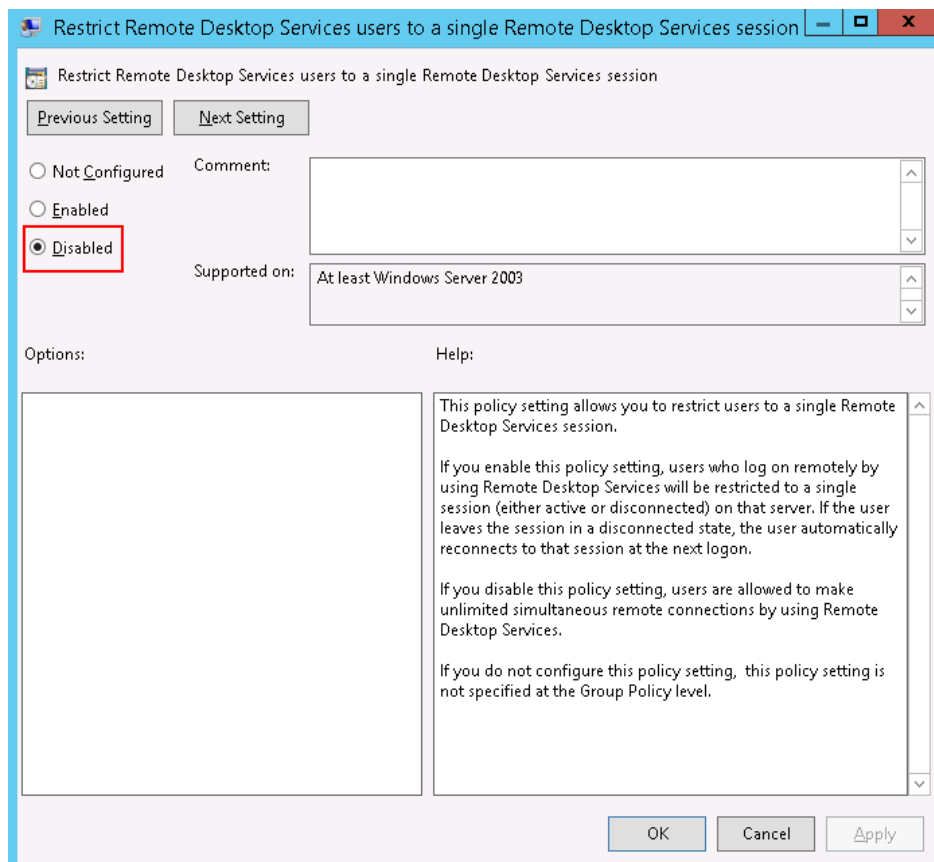 Restrict Remote Desktop Services users to a single Remote Desktop Services session
Restrict Remote Desktop Services users to a single Remote Desktop Services session
Previous Setting
Next Setting
Not Configured
Comment:
Enabled
Disabled
Supported on:
At least Windows Server 2003
Options:
Help:
This policy setting allows you to restrict users to a single Remote
Desktop Services session.
If you enable this policy setting, users who log on remotely by
using Remote Desktop Services will be restricted to a single
session (either active or disconnected) on that server. If the user
leaves the session in a disconnected state, the user automatically
reconnects to that session at the next logon.
If you disable this policy setting, users are allowed to make
unlimited simultaneous remote connections by using Remote
Desktop Services.
If you do not configure this policy setting,  this policy setting is
not specified at the Group Policy level.
OK
Cancel
Apply